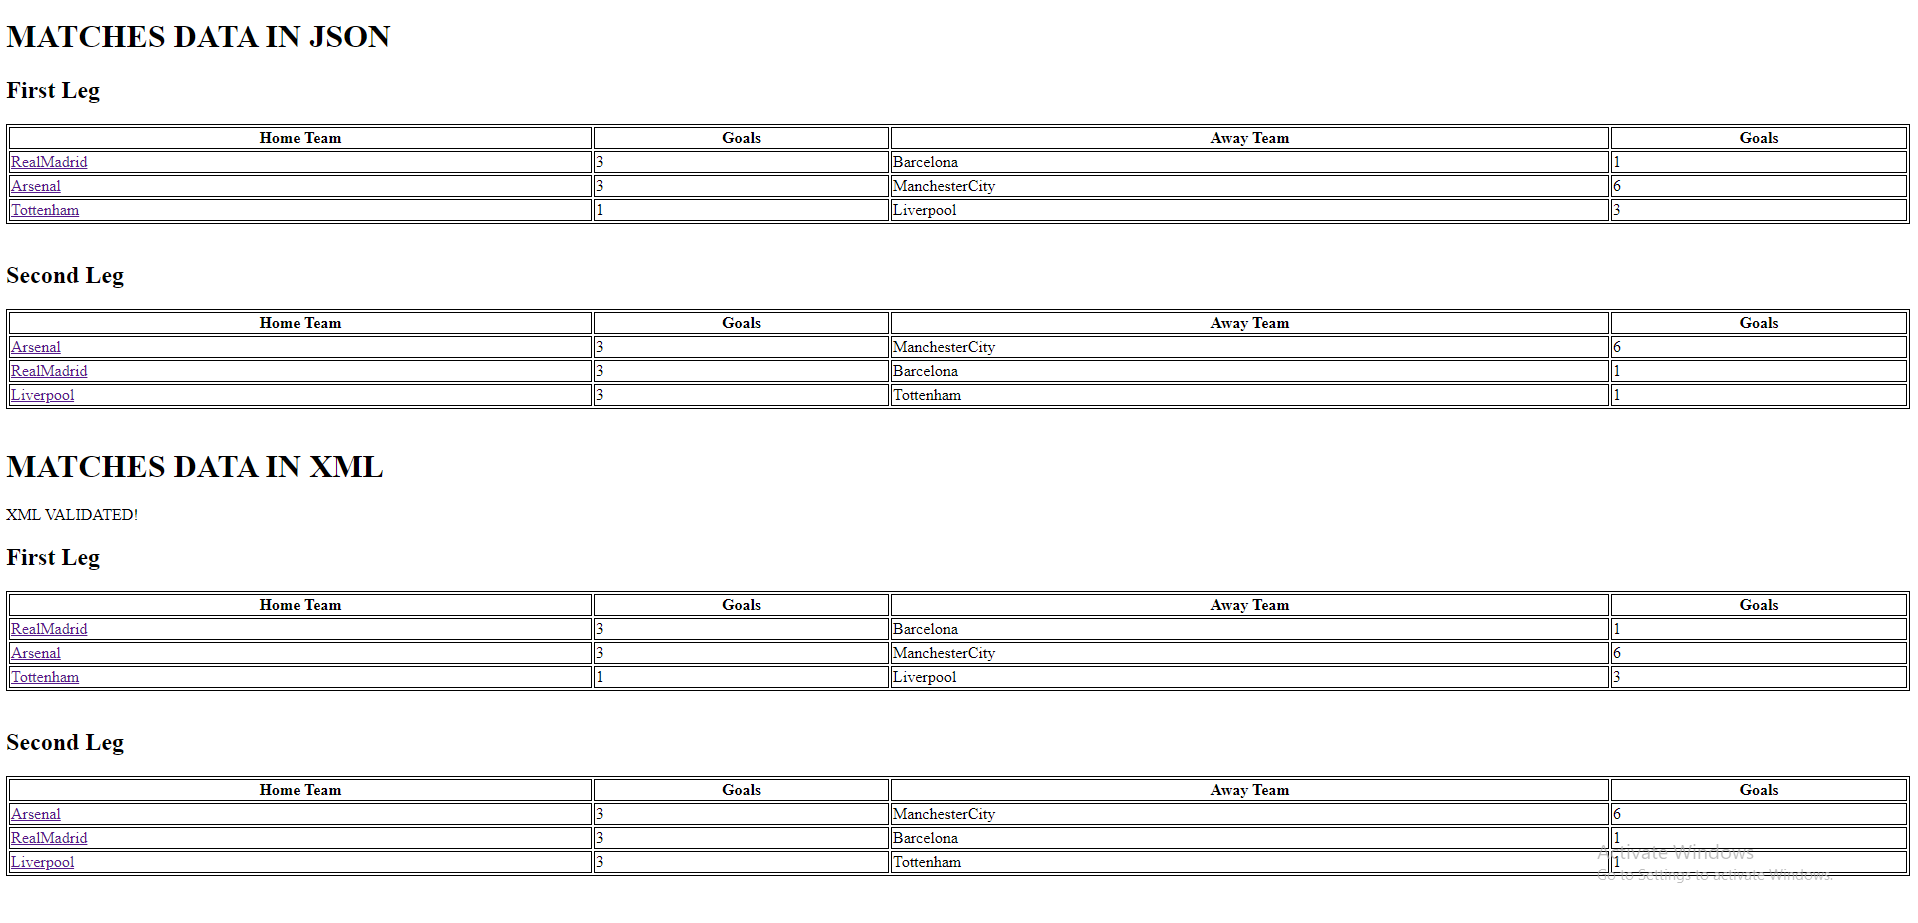 MATCHES DATA IN JSON
First Leg
Home Team Goals Away Team Goals
RealMadrid 3 Barcelona 1
Arsenal 3 ManchesterCity 6
Tottenham 1 Liverpool 3
Second Leg
Home Team Goals Away Team Goals
Arsenal 3 ManchesterCity 6
RealMadrid 3 Barcelona 1
Liverpool 3 Tottenham 1
MATCHES DATA IN XML
XML VALIDATED!
First Leg
Home Team Goals Away Team Goals
RealMadrid 3 Barcelona 1
Arsenal 3 ManchesterCity 6
Tottenham 1 Liverpool 3
Second Leg
Home Team Goals Away Team Goals
Arsenal 3 ManchesterCity 6
RealMadrid 3 Barcelona 1
Liverpool 3 Tottenham 1
Activate Windows
Go to Settings to activate Windows.